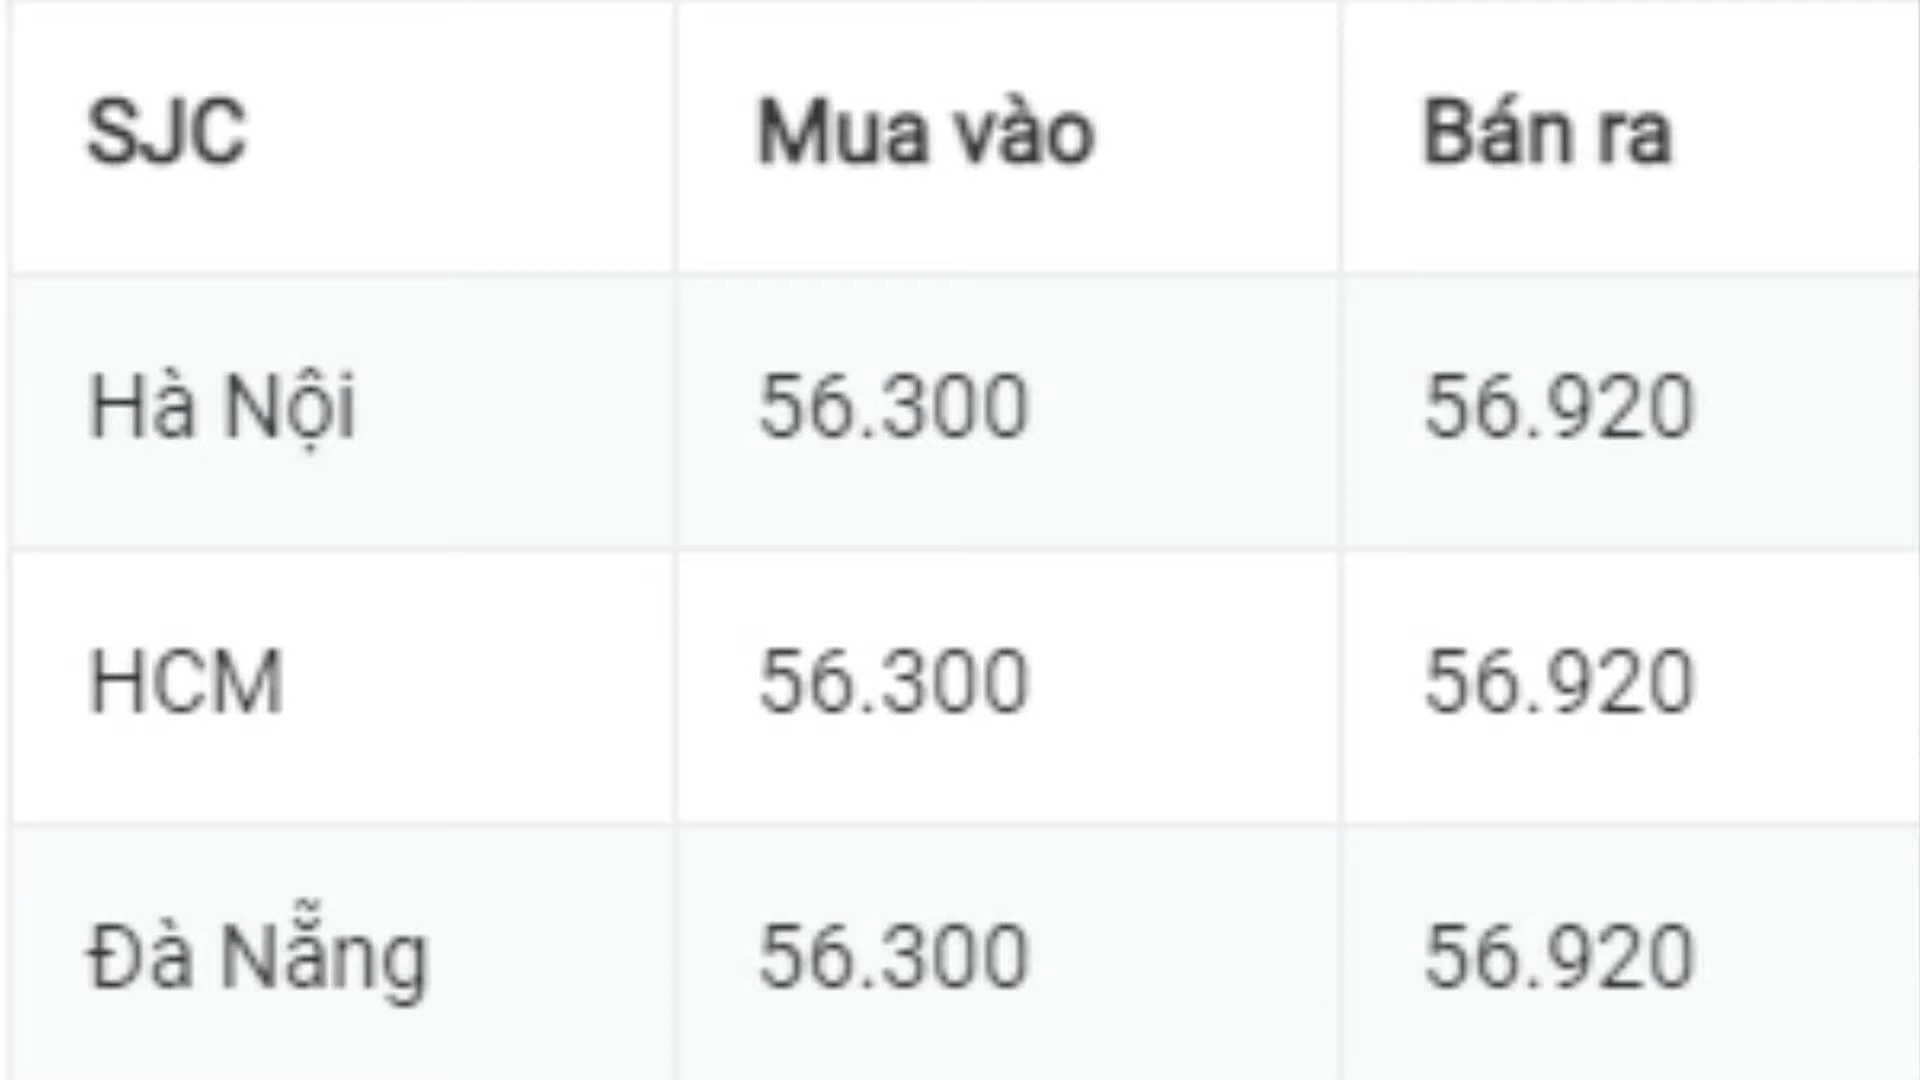 SJC Mua vào Bán ra
Hà Nội 56.300 56.920
HCM 56.300 56.920
Đà Nẵng 56.300 56.920